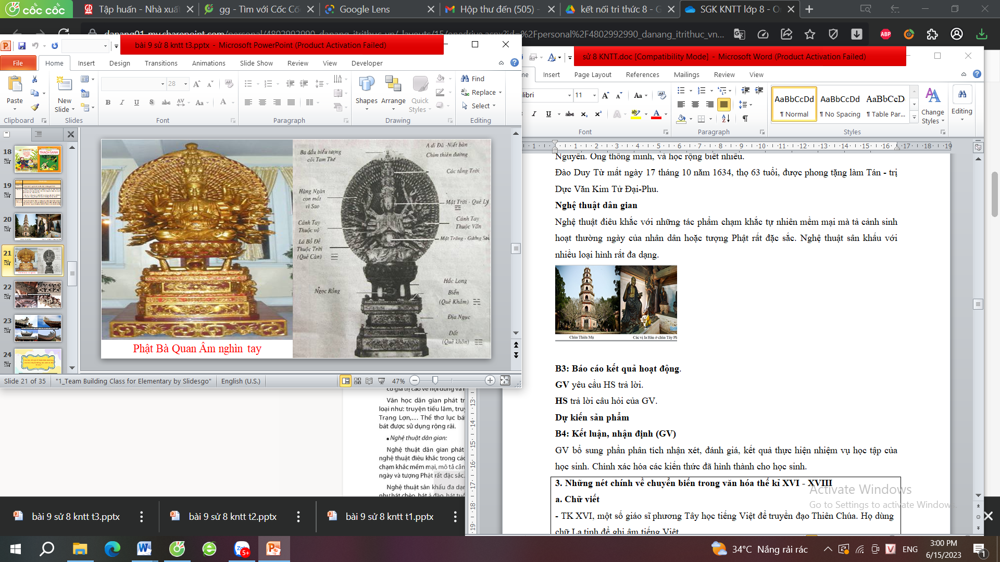 cốc cốc
Tập huấn - Nhà xuất
gg - Tìm với Cốc Cố
Google Lens
Hộp thư đến (505) -
kết nối tri thức 8 - G
SGK KNTT lớp 8 - O
danang01.my.sharepoint.com/personal/4802992990_danang_itrithuc_vn/_layouts/15/onedrive.aspx?id=%2Fpersonal%2F4802992990_danang_itrithuc_vn...
ABP
bài 9 sử 8 kntt t3.pptx - Microsoft PowerPoint (Product Activation Failed)
File Home Insert Design Transitions Animations Slide Show Review View Developer
Paste
New
Slide
28
Shapes
Arrange
Quick
Styles
Find
Replace
Select
Clipboard Slides Font Paragraph Drawing Editing
18
THẠCH SANH
19
20
21
22
23
24
Ba đầu biểu tượng
cõi Tam Thế
A di Đà -Niết bàn
Chim thiên đường
Các tầng Trời
Hàng Ngàn
con mắt
vì Sao
Mặt Trời - Quẻ Ly
Cánh Tay
Thuộc Văn
Cánh Tay
Thuộc võ
Mặt Trăng - Gương Soi
Lá Bồ Đề
Thuộc Trời
(Quẻ Càn)
Hắc Long
Ngọc Rồng
Biển
(Quẻ Khảm)
Địa Ngục
Đất
(Quẻ khôn)
Phật Bà Quan Âm nghìn tay
Slide 21 of 35
"1_Team Building Class for Elementary by Slidesgo"
English (U.S.)
47%
sử 8 KNTT.doc [Compatibility Mode] - Microsoft Word (Product Activation Failed)
me Insert Page Layout References Mailings Review View
libri
11
AaBbCcDd
¶ Normal
AaBbCcDd
¶ No Spacing
AaBbCcD
¶ Table Par...
Change
Styles
Editing
Font Paragraph Styles
Nguyễn. Ông thông minh, và học rộng biết nhiều.
Đào Duy Từ mất ngày 17 tháng 10 năm 1634, thọ 63 tuổi, được phong tặng làm Tán - trị
Dực Vãn Kim Tử Đại-Phu.
Nghệ thuật dân gian
Nghệ thuật điêu khắc với những tác phẩm chạm khắc tự nhiên mềm mại mà tả cảnh sinh
hoạt thường ngày của nhân dân hoặc tượng Phật rất đặc sắc. Nghệ thuật sân khấu với
nhiều loại hình rất đa dạng.
Chùa Thiên Mụ
Các vị la Hán ở chùa Tây Ph
B3: Báo cáo kết quả hoạt động.
GV yêu cầu HS trả lời.
HS trả lời câu hỏi của GV.
Dự kiến sản phẩm
B4: Kết luận, nhận định (GV)
GV bổ sung phần phân tích nhận xét, đánh giá, kết quả thực hiện nhiệm vụ học tập của
học sinh. Chính xác hóa các kiến thức đã hình thành cho học sinh.
3. Những nét chính về chuyển biến trong văn hóa thế kỉ XVI - XVIII
a. Chữ viết
- TK XVI, một số giáo sĩ phương Tây học tiếng Việt để truyền đạo Thiên Chúa. Họ dùng
chữ La tinh để ghi âm tiếng Việt
có giá trị cao về nội dung và
Văn học dân gian phát tr
loại như: truyện tiếu lâm, truy
Trạng Lợn,... Thể thơ lục bá
bát được sử dụng rộng rãi.
• Nghệ thuật dân gian:
Nghệ thuật dân gian phát
nghệ thuật điêu khắc trong các
chạm khắc mềm mại, mô tả cản
ngày và tượng Phật rất đặc sắc.
Nghệ thuật sân khấu đa dạn
như hát chèo, hát ả đào, hát tuồ
Activate Windows
Go to Settings to activate Windows.
bài 9 sử 8 kntt t3.pptx
bài 9 sử 8 kntt t2.pptx
bài 9 sử 8 kntt t1.pptx
5+
34°C Nắng rải rác
ENG
3:00 PM
6/15/2023
1